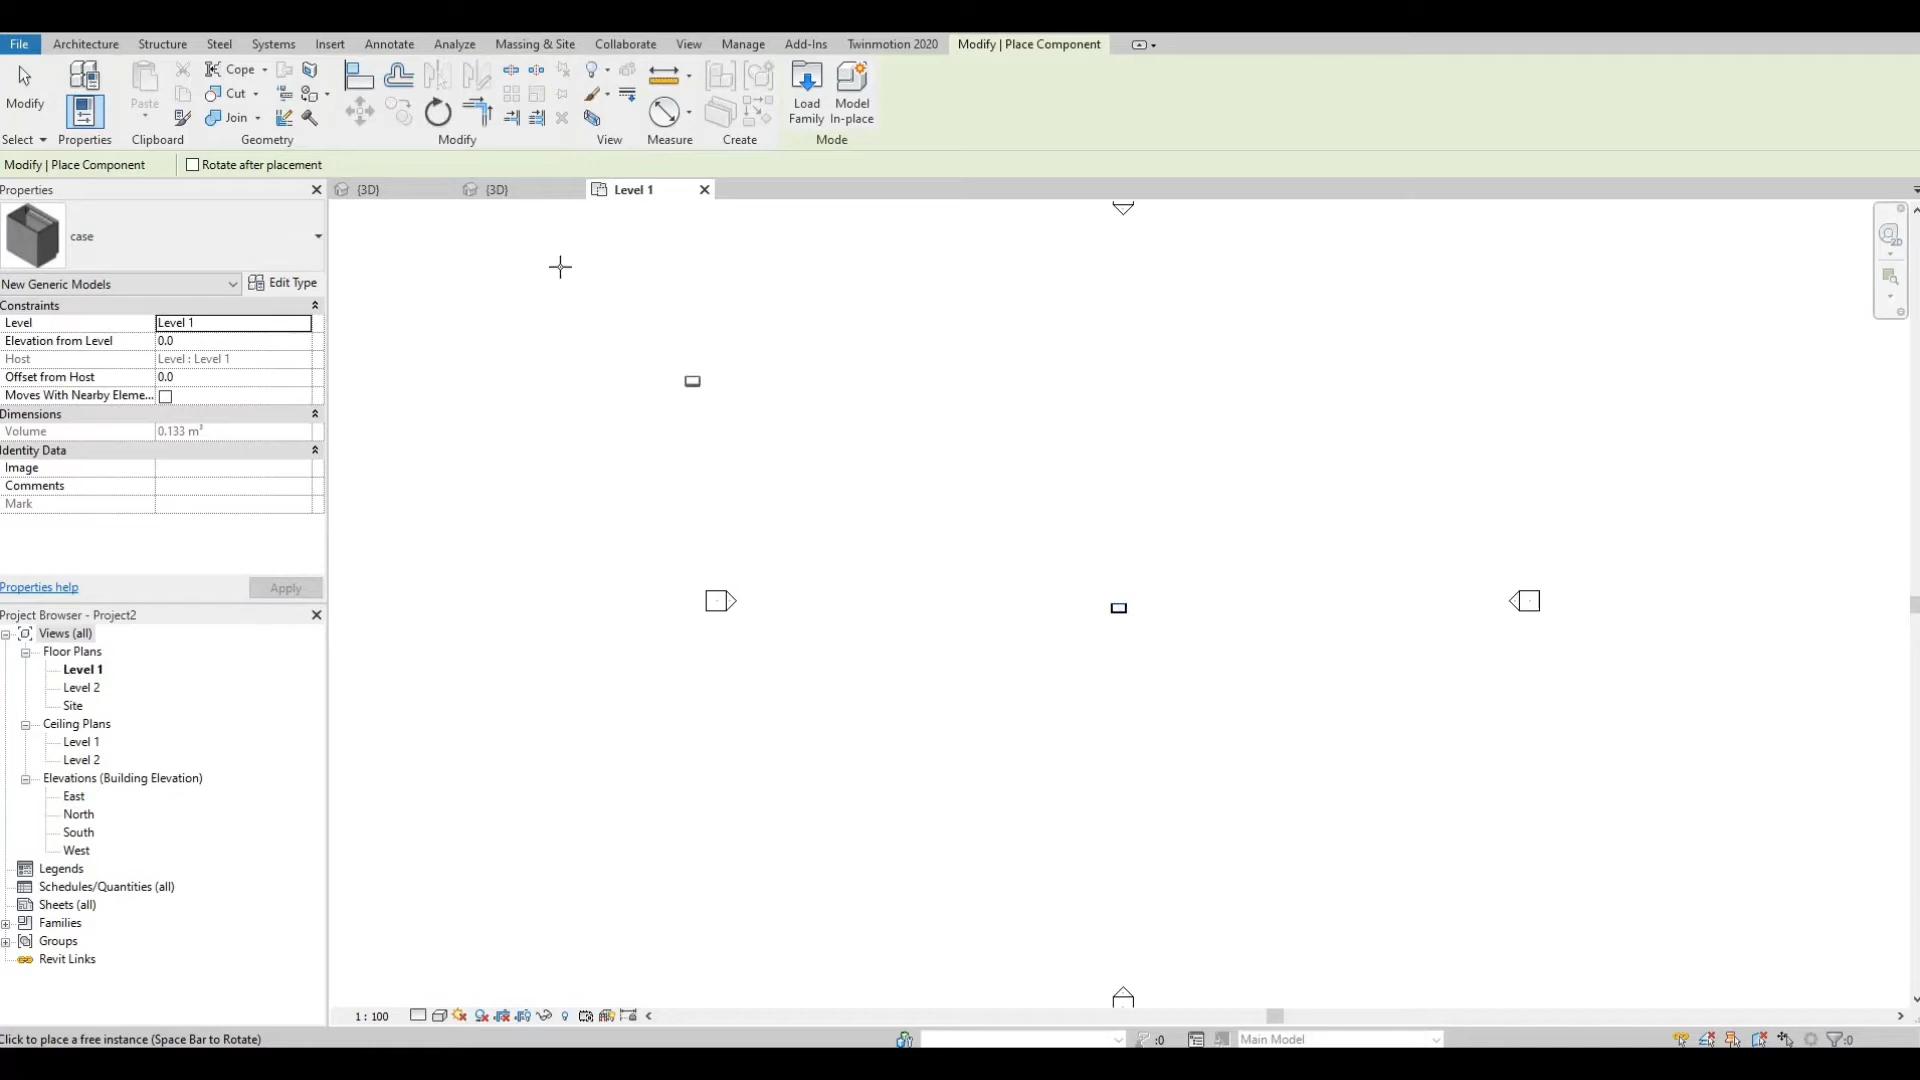 File Architecture Structure Steel Systems Insert Annotate Analyze Massing & Site Collaborate View Manage Add-Ins Twinmotion 2020 Modify | Place Component
Modify Paste Cope Cut Join Load Family Model In-place
Select Properties Clipboard Geometry Modify View Measure Create Mode
Modify | Place Component Rotate after placement
Properties {3D} {3D} Level 1
case
New Generic Models Edit Type
Constraints
Level Level 1
Elevation from Level 0.0
Host Level : Level 1
Offset from Host 0.0
Moves With Nearby Eleme...
Dimensions
Volume 0.133 m³
Identity Data
Image
Comments
Mark
Properties help Apply
Project Browser - Project2
Views (all)
Floor Plans
Level 1
Level 2
Site
Ceiling Plans
Level 1
Level 2
Elevations (Building Elevation)
East
North
South
West
Legends
Schedules/Quantities (all)
Sheets (all)
Families
Groups
Revit Links
2D
1 : 100
Click to place a free instance (Space Bar to Rotate) :0 Main Model :0